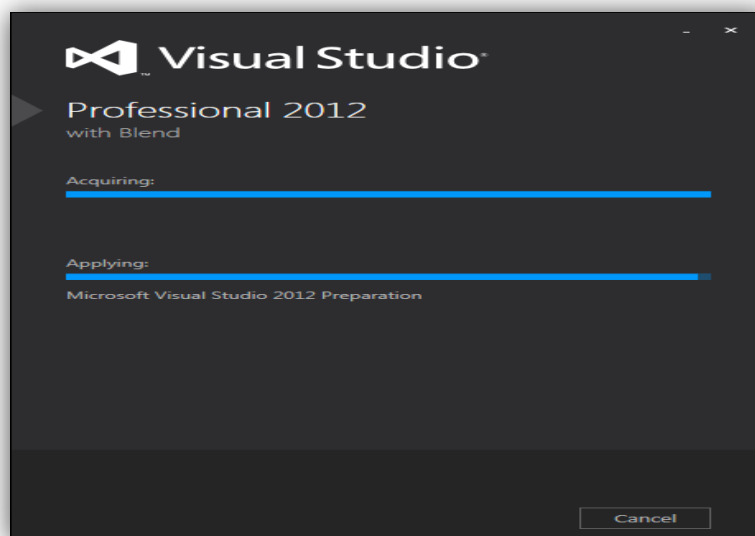 Visual Studio®
Professional 2012
with Blend
Acquiring:
Applying:
Microsoft Visual Studio 2012 Preparation
Cancel